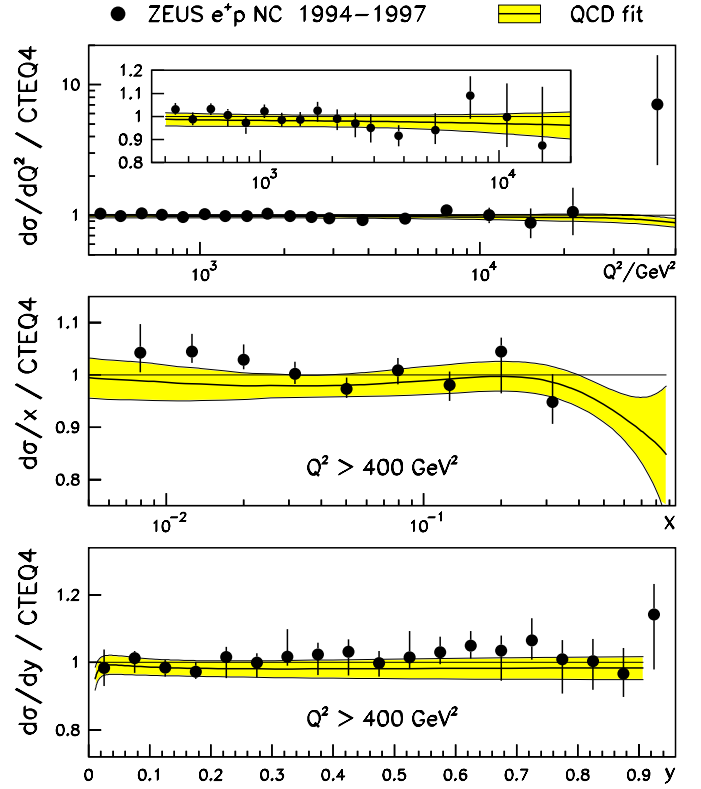 ZEUS e⁺p NC 1994−1997 QCD fit
dσ/dQ² / CTEQ4
10
1
1.2
1.1
1
0.9
0.8
10³ 10⁴
10³ 10⁴ Q²/GeV²
dσ/x / CTEQ4
1.1
1
0.9
0.8
Q² > 400 GeV²
10⁻² 10⁻¹ x
dσ/dy / CTEQ4
1.2
1
0.8
Q² > 400 GeV²
0 0.1 0.2 0.3 0.4 0.5 0.6 0.7 0.8 0.9 y